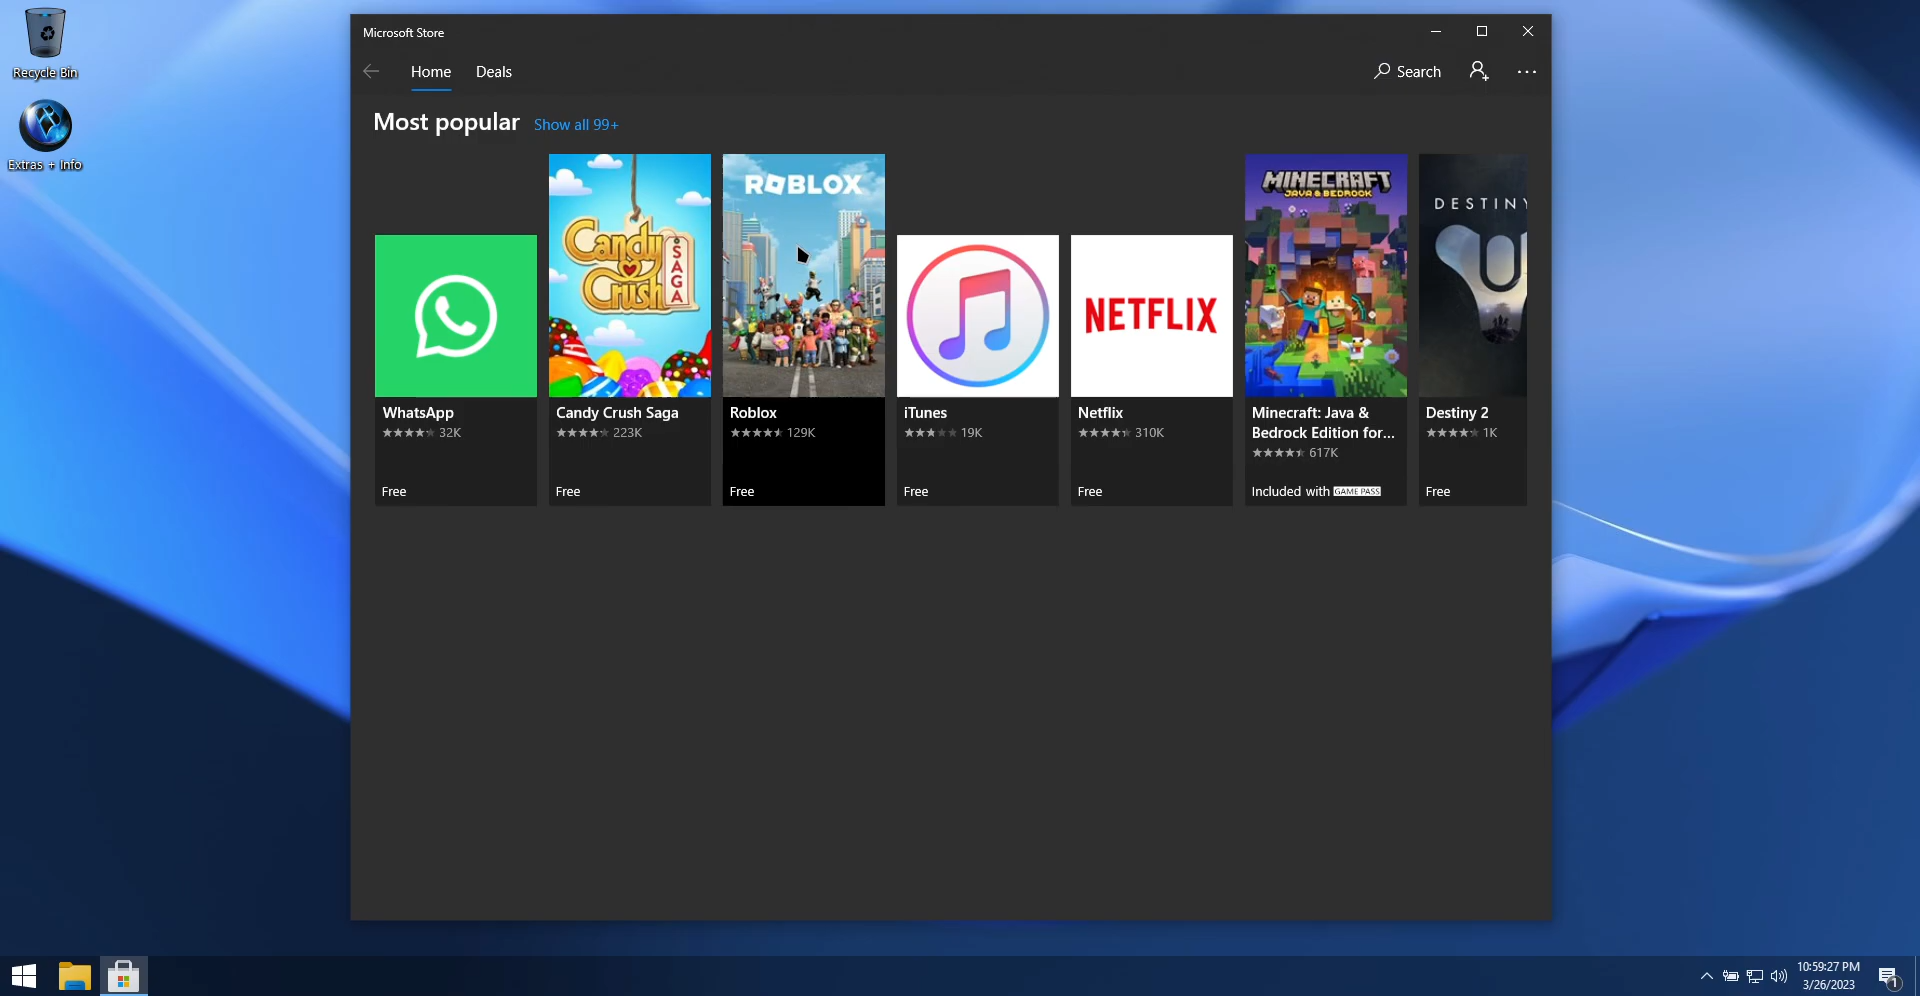 Recycle Bin
Extras + Info
Microsoft Store
Home
Deals
Search
Most popular
Show all 99+
WhatsApp
32K
Free
Candy Crush SAGA
Candy Crush Saga
223K
Free
ROBLOX
Roblox
129K
Free
iTunes
19K
Free
NETFLIX
Netflix
310K
Free
MINECRAFT
JAVA & BEDROCK
Minecraft: Java &
Bedrock Edition for...
617K
Included with GAME PASS
DESTINY
Destiny 2
1K
Free
10:59:27 PM
3/26/2023
1